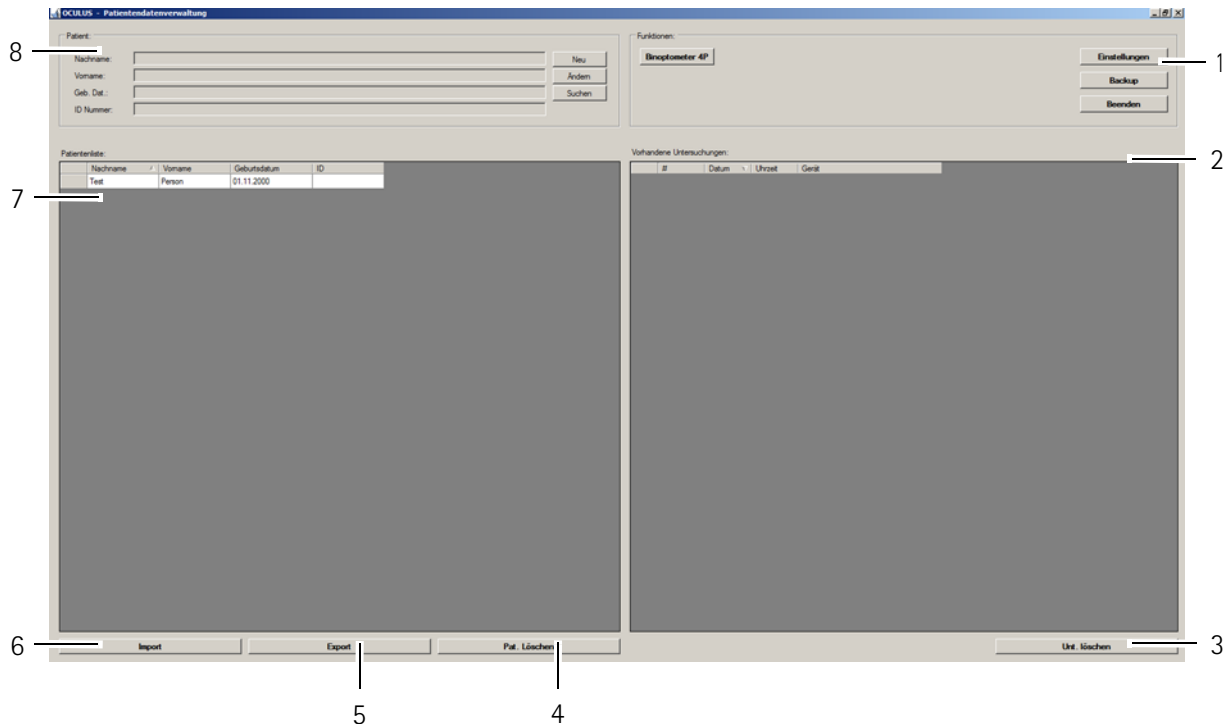 OCULUS - Patientendatenverwaltung
Patient:
Nachname:
Neu
Vorname:
Ändern
Geb. Dat.:
Suchen
ID Nummer:
Funktionen:
Binoptometer 4P
Einstellungen
Backup
Beenden
8
1
Patientenliste:
Nachname Vorname Geburtsdatum ID
Test Person 01.11.2000
7
Vorhandene Untersuchungen:
# Datum Uhrzeit Gerät
2
6
Import
Export
Pat. Löschen
Unt. löschen
3
5
4